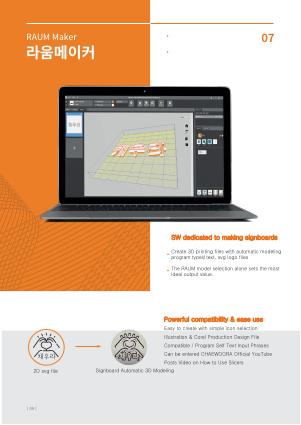 RAUM Maker
07
라움메이커
채우리
SW dedicated to making signboards
Create 3D printing files with automatic modeling
program typeld text, svg logo files
The RAUM model selection alone sets the most
ideal output value.
Powerful compatibility & ease use
Easy to create with simple icon selection
Illustration & Corel Production Design File
Compatible / Program Self Text Input Phrases
Can be entered CHAEWOORA Official YouTube
Posts Video on How to Use Slicers
채우리
2D svg file
Signboard Automatic 3D Modeling